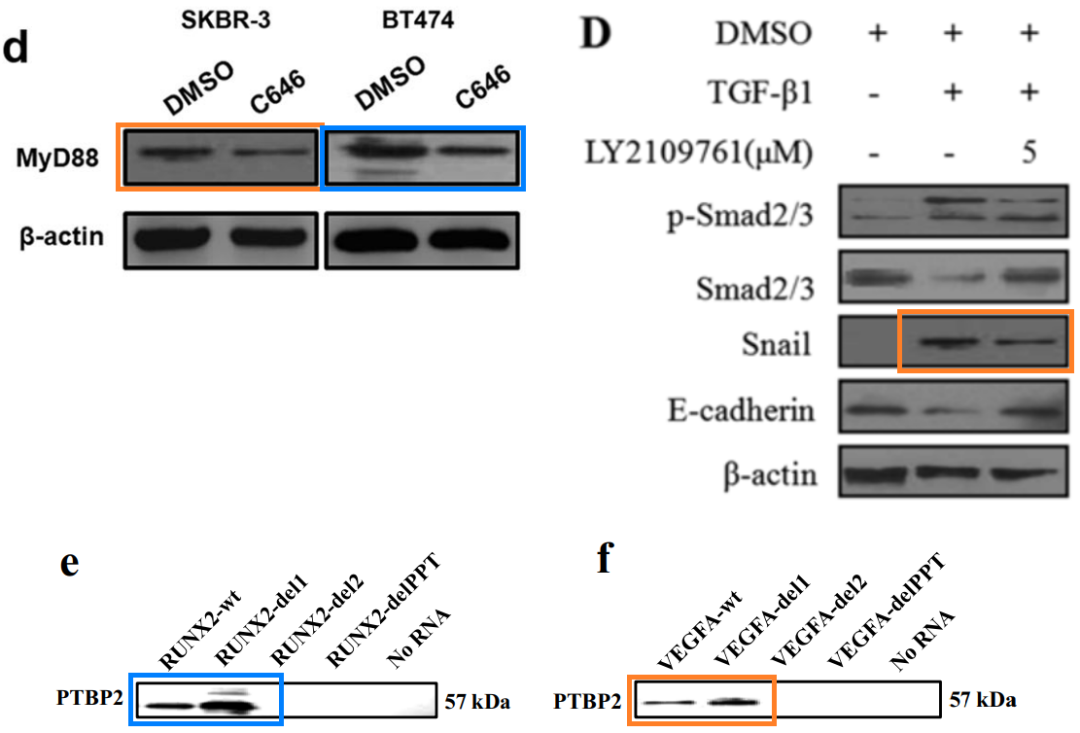 d
SKBR-3 BT474
DMSO C646 DMSO C646
MyD88
β-actin
D
DMSO + + +
TGF-β1 - + +
LY2109761(μM) - - 5
p-Smad2/3
Smad2/3
Snail
E-cadherin
β-actin
e
RUNX2-wt RUNX2-del1 RUNX2-del2 RUNX2-delPPT No RNA
PTBP2 57 kDa
f
VEGFA-wt VEGFA-del1 VEGFA-del2 VEGFA-delPPT No RNA
PTBP2 57 kDa